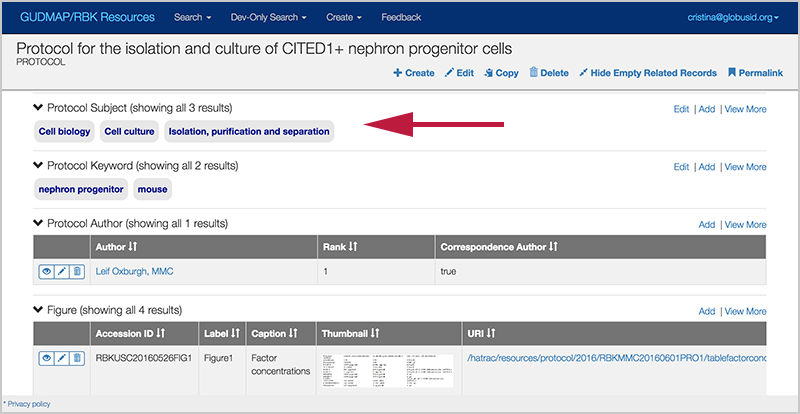 GUDMAP/RBK Resources Search Dev-Only Search Create Feedback cristina@globusid.org
Protocol for the isolation and culture of CITED1+ nephron progenitor cells
PROTOCOL
Create Edit Copy Delete Hide Empty Related Records Permalink
Protocol Subject (showing all 3 results) Edit | Add | View More
Cell biology Cell culture Isolation, purification and separation
Protocol Keyword (showing all 2 results) Edit | Add | View More
nephron progenitor mouse
Protocol Author (showing all 1 results) Add | View More
Author Rank Correspondence Author
Leif Oxburgh, MMC 1 true
Figure (showing all 4 results) Add | View More
Accession ID Label Caption Thumbnail URI
RBKUSC20160526FIG1 Figure1 Factor concentrations /hatrac/resources/protocol/2016/RBKMMC20160601PRO1/tablefactorconc
* Privacy policy